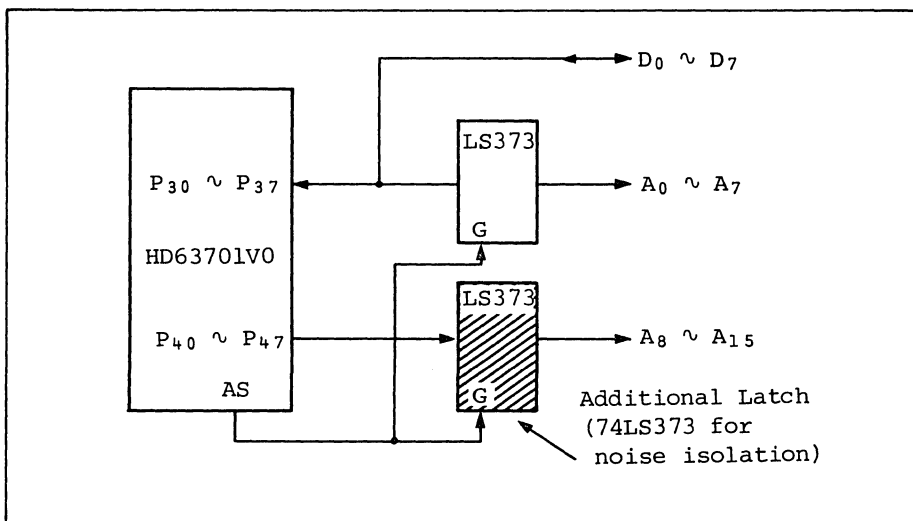 D0 ∿ D7
LS373
P30 ∿ P37
A0 ∿ A7
G
HD63701V0
LS373
P40 ∿ P47
A8 ∿ A15
AS
G
Additional Latch
(74LS373 for
noise isolation)